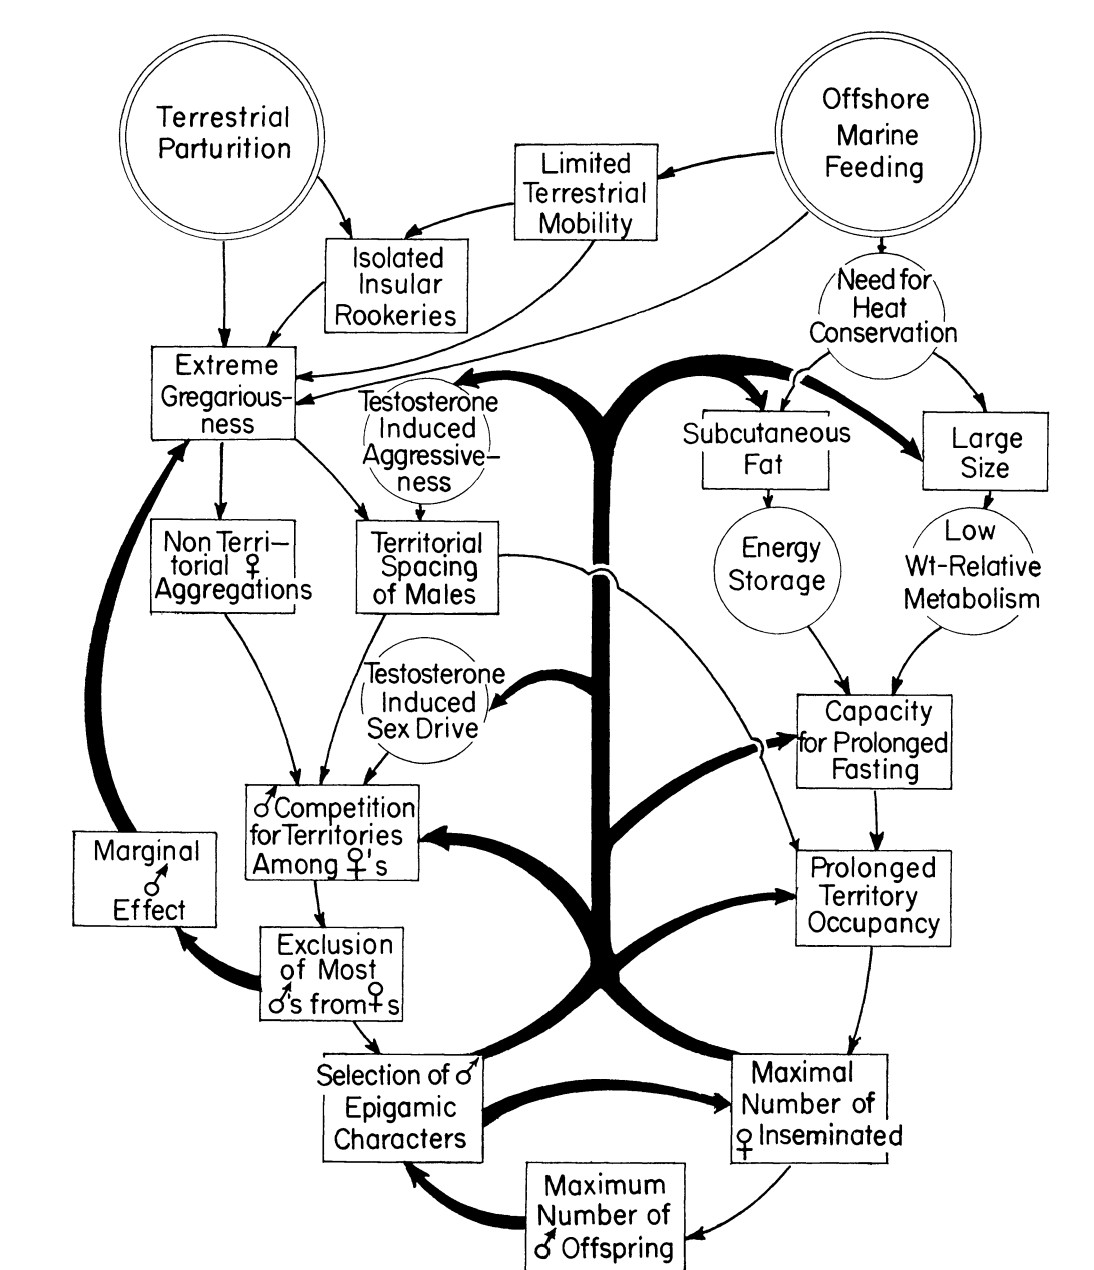 Terrestrial
Parturition
Offshore
Marine
Feeding
Limited
Terrestrial
Mobility
Isolated
Insular
Rookeries
Need for
Heat
Conservation
Extreme
Gregarious-
ness
Testosterone
Induced
Aggressive-
ness
Subcutaneous
Fat
Large
Size
Non Terri-
torial ♀
Aggregations
Territorial
Spacing
of Males
Energy
Storage
Low
Wt-Relative
Metabolism
Testosterone
Induced
Sex Drive
Capacity
for Prolonged
Fasting
♂ Competition
for Territories
Among ♀'s
Marginal
♂
Effect
Prolonged
Territory
Occupancy
Exclusion
of Most
♂'s from ♀s
Selection of ♂
Epigamic
Characters
Maximal
Number of
♀ Inseminated
Maximum
Number of
♂ Offspring